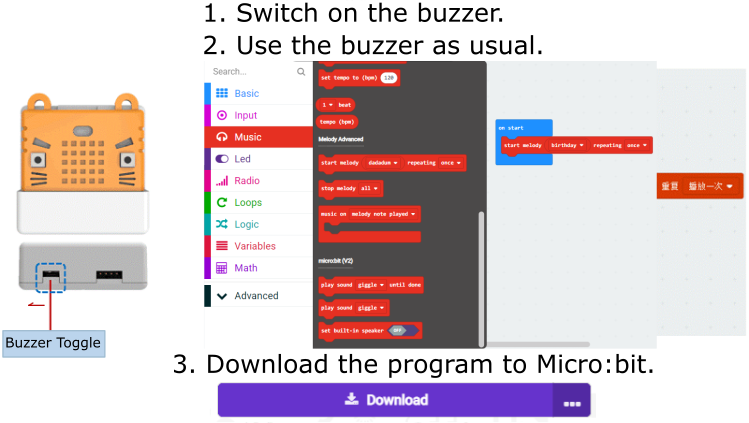 1. Switch on the buzzer.
2. Use the buzzer as usual.
Search...
Basic
Input
Music
Led
Radio
Loops
Logic
Variables
Math
Advanced
set tempo to (bpm) 120
1 beat
tempo (bpm)
Melody Advanced
start melody dadadum repeating once
stop melody all
music on melody note played
micro:bit (V2)
play sound giggle until done
play sound giggle
set built-in speaker OFF
on start
start melody birthday repeating once
重复 播放一次
Buzzer Toggle
3. Download the program to Micro:bit.
Download